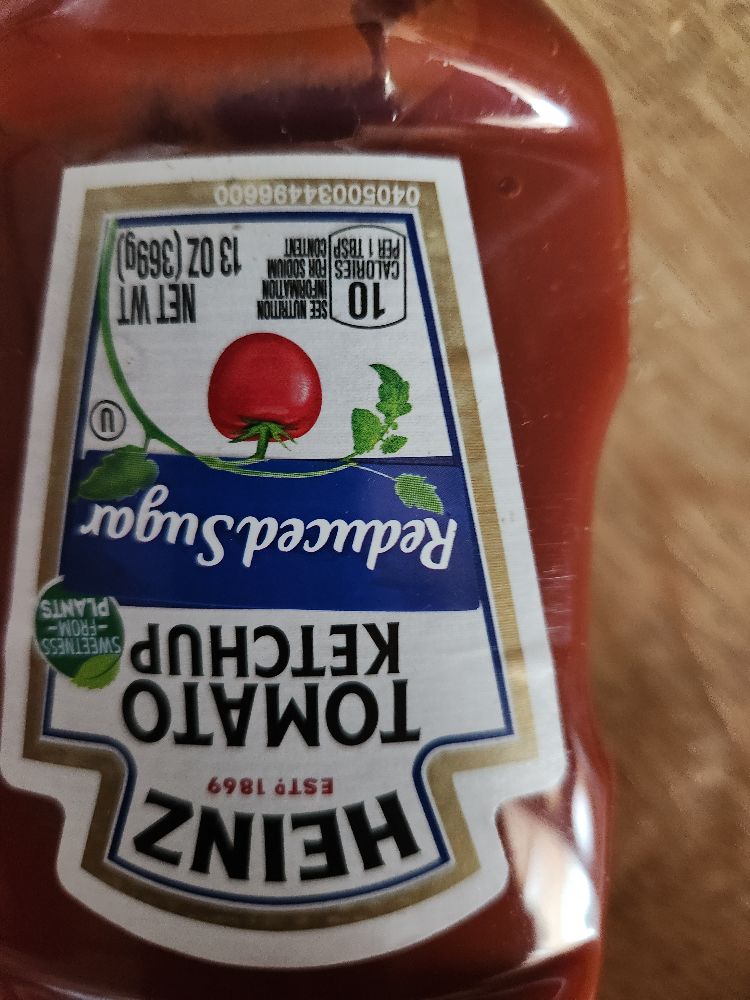 HEINZ
ESTD 1869
TOMATO
KETCHUP
SWEETNESS
-FROM-
PLANTS
Reduced Sugar
U
10
CALORIES
PER 1 TBSP
SEE NUTRITION
INFORMATION
FOR SODIUM
CONTENT
NET WT
13 OZ (369g)
04050034496600